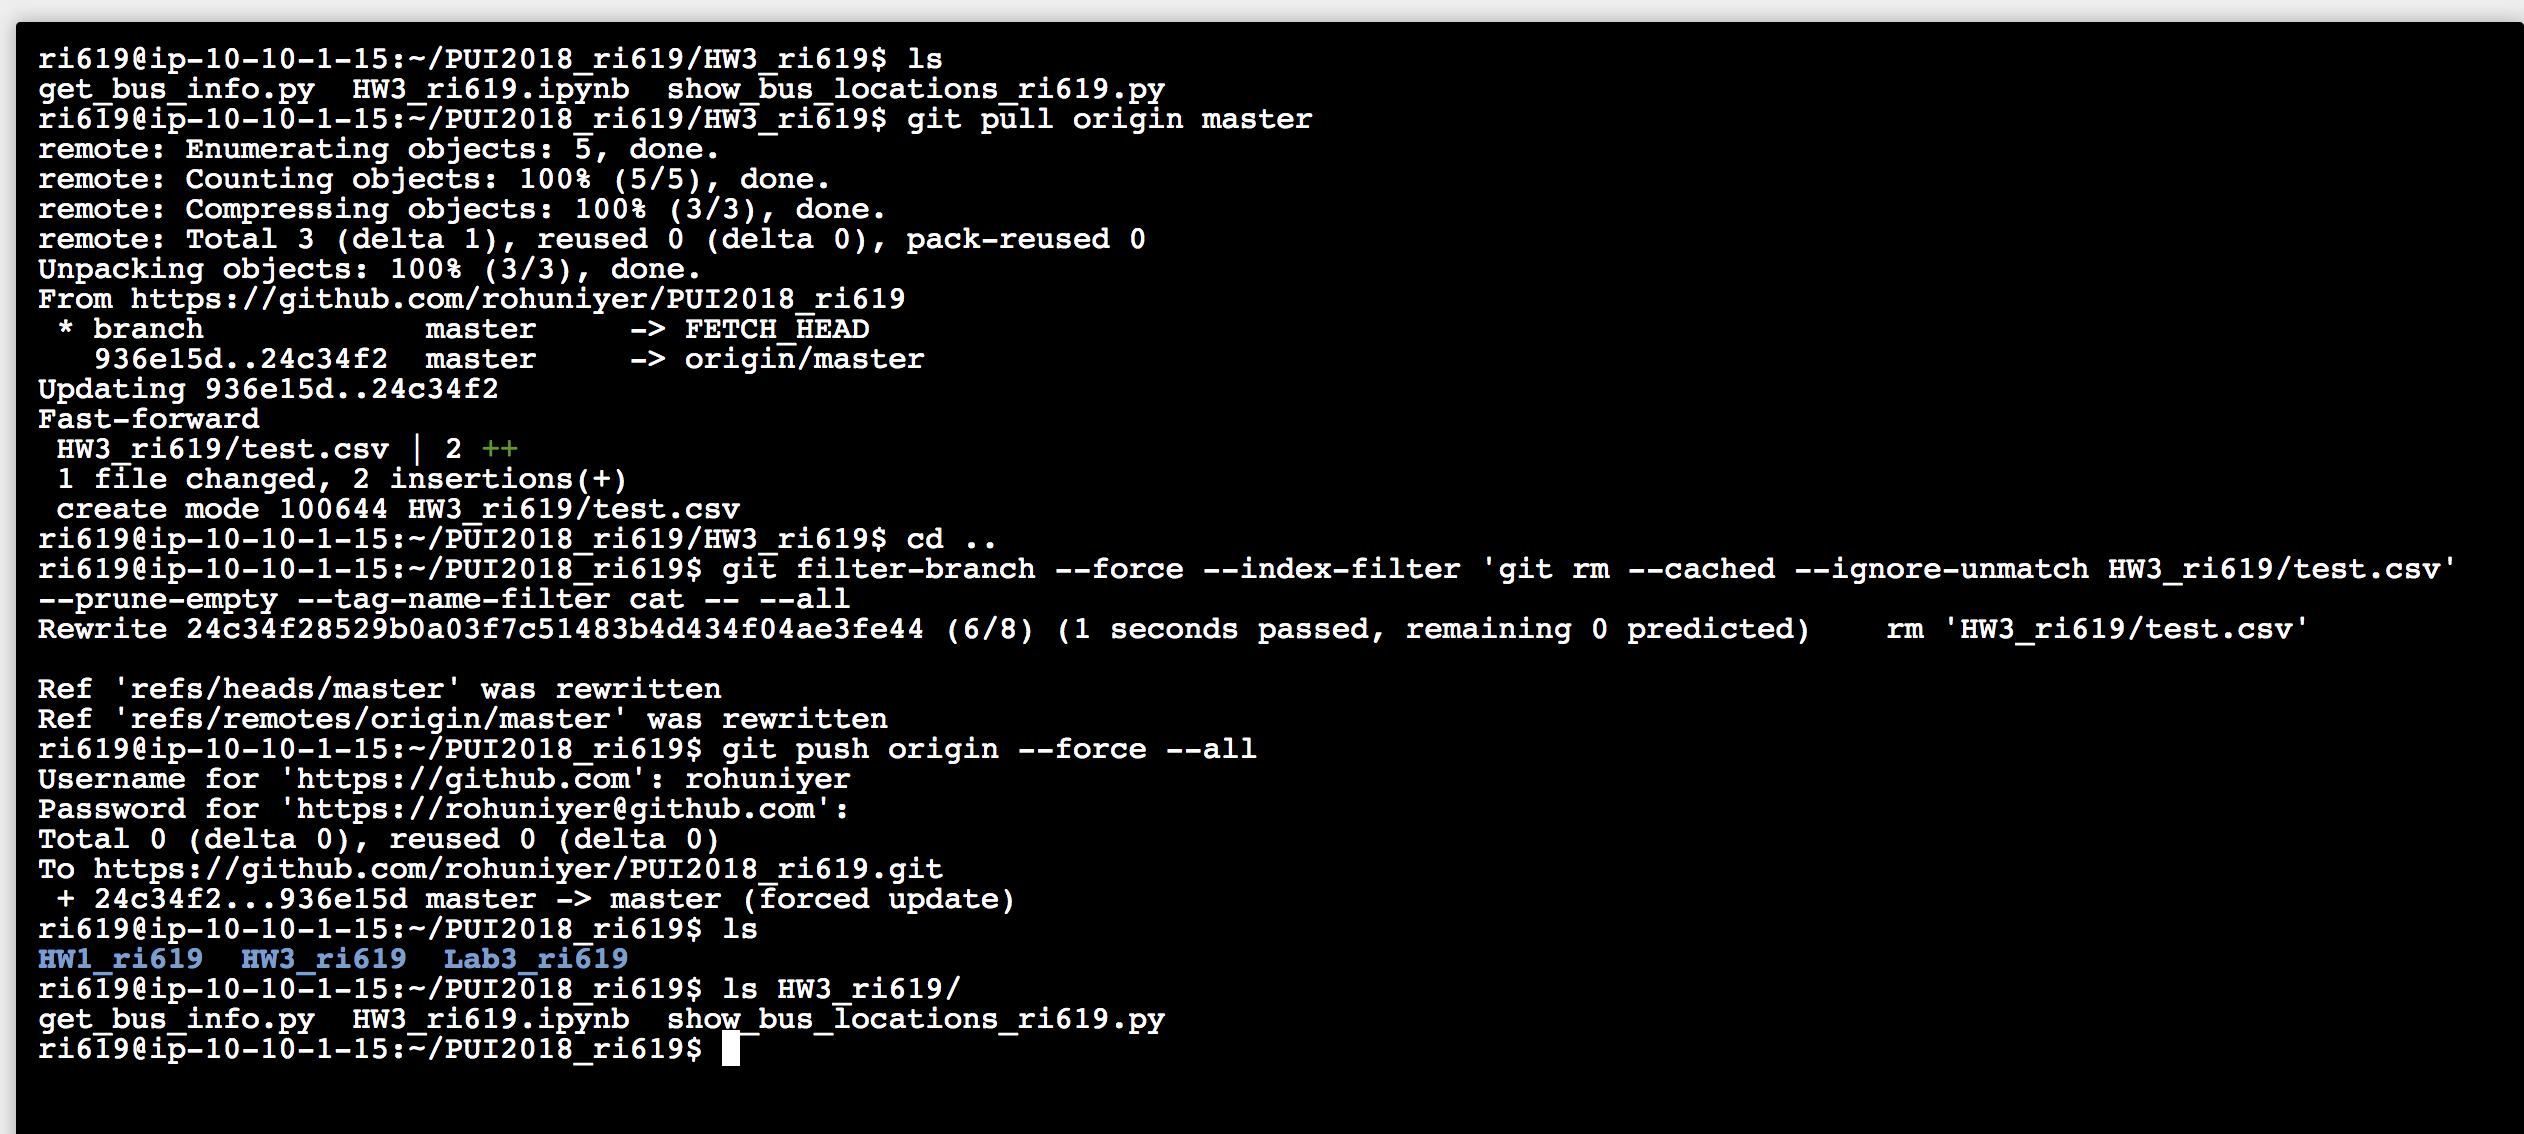 ri619@ip-10-10-1-15:~/PUI2018_ri619/HW3_ri619$ ls
get_bus_info.py  HW3_ri619.ipynb  show_bus_locations_ri619.py
ri619@ip-10-10-1-15:~/PUI2018_ri619/HW3_ri619$ git pull origin master
remote: Enumerating objects: 5, done.
remote: Counting objects: 100% (5/5), done.
remote: Compressing objects: 100% (3/3), done.
remote: Total 3 (delta 1), reused 0 (delta 0), pack-reused 0
Unpacking objects: 100% (3/3), done.
From https://github.com/rohuniyer/PUI2018_ri619
 * branch            master     -> FETCH_HEAD
   936e15d..24c34f2  master     -> origin/master
Updating 936e15d..24c34f2
Fast-forward
 HW3_ri619/test.csv | 2 ++
 1 file changed, 2 insertions(+)
 create mode 100644 HW3_ri619/test.csv
ri619@ip-10-10-1-15:~/PUI2018_ri619/HW3_ri619$ cd ..
ri619@ip-10-10-1-15:~/PUI2018_ri619$ git filter-branch --force --index-filter 'git rm --cached --ignore-unmatch HW3_ri619/test.csv'
--prune-empty --tag-name-filter cat -- --all
Rewrite 24c34f28529b0a03f7c51483b4d434f04ae3fe44 (6/8) (1 seconds passed, remaining 0 predicted)    rm 'HW3_ri619/test.csv'
Ref 'refs/heads/master' was rewritten
Ref 'refs/remotes/origin/master' was rewritten
ri619@ip-10-10-1-15:~/PUI2018_ri619$ git push origin --force --all
Username for 'https://github.com': rohuniyer
Password for 'https://rohuniyer@github.com':
Total 0 (delta 0), reused 0 (delta 0)
To https://github.com/rohuniyer/PUI2018_ri619.git
 + 24c34f2...936e15d master -> master (forced update)
ri619@ip-10-10-1-15:~/PUI2018_ri619$ ls
HW1_ri619  HW3_ri619  Lab3_ri619
ri619@ip-10-10-1-15:~/PUI2018_ri619$ ls HW3_ri619/
get_bus_info.py  HW3_ri619.ipynb  show_bus_locations_ri619.py
ri619@ip-10-10-1-15:~/PUI2018_ri619$